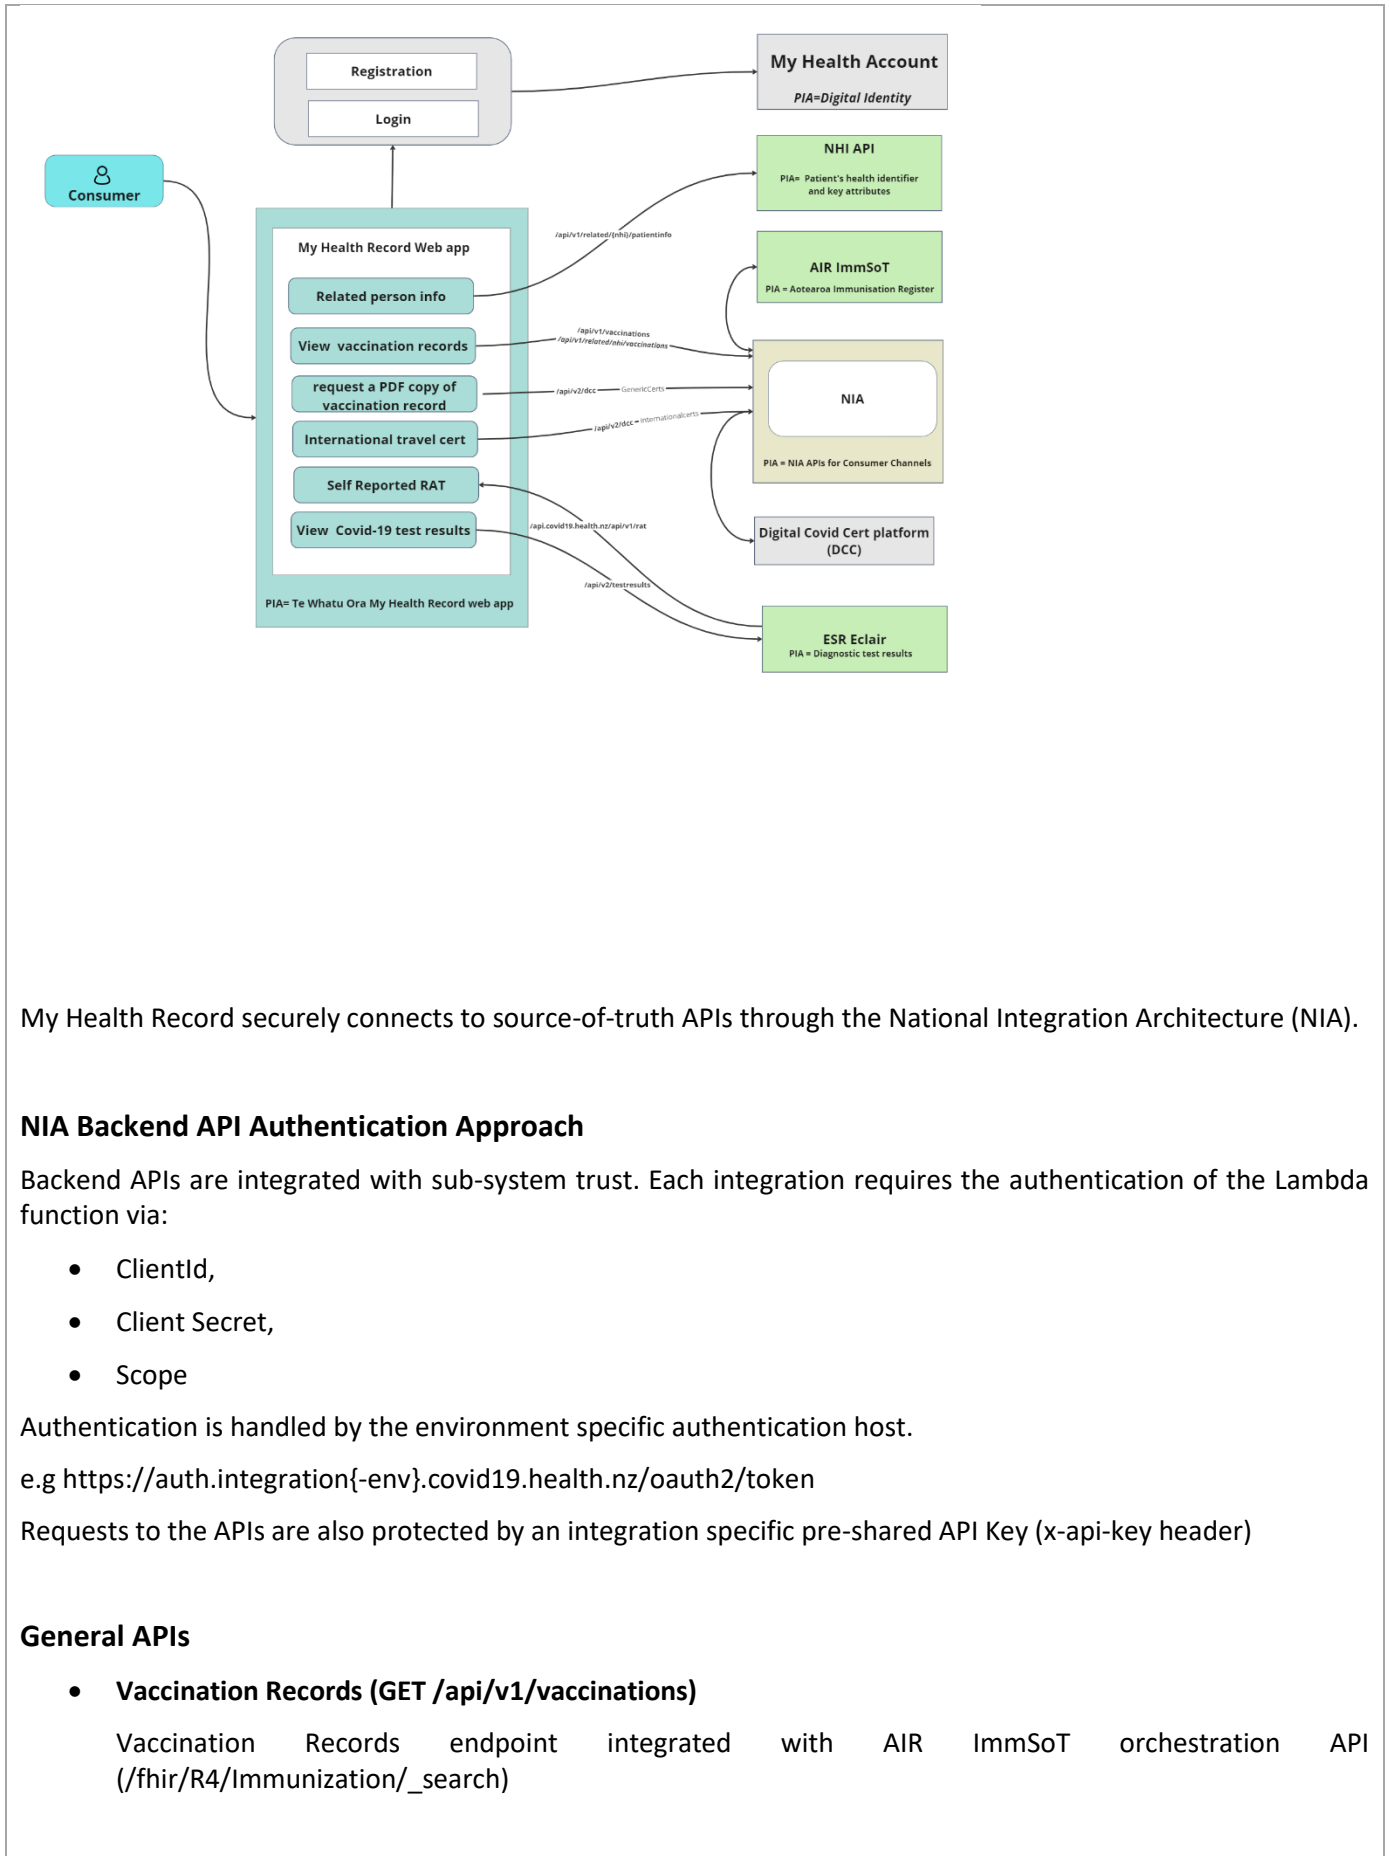 Registration
Login
My Health Account
PIA=Digital Identity
Consumer
NHI API
PIA= Patient's health identifier
and key attributes
/api/v1/related/{nhi}/patientinfo
My Health Record Web app
Related person info
View vaccination records
request a PDF copy of
vaccination record
International travel cert
Self Reported RAT
View Covid-19 test results
PIA= Te Whatu Ora My Health Record web app
AIR ImmSoT
PIA = Aotearoa Immunisation Register
/api/v1/vaccinations
/api/v1/related/nhi/vaccinations
/api/v2/dcc
GenericCerts
/api/v2/dcc
internationalcerts
NIA
PIA = NIA APIs for Consumer Channels
/api.covid19.health.nz/api/v1/rat
Digital Covid Cert platform
(DCC)
/api/v2/testresults
ESR Eclair
PIA = Diagnostic test results
My Health Record securely connects to source-of-truth APIs through the National Integration Architecture (NIA).
NIA Backend API Authentication Approach
Backend APIs are integrated with sub-system trust. Each integration requires the authentication of the Lambda
function via:
• ClientId,
• Client Secret,
• Scope
Authentication is handled by the environment specific authentication host.
e.g https://auth.integration{-env}.covid19.health.nz/oauth2/token
Requests to the APIs are also protected by an integration specific pre-shared API Key (x-api-key header)
General APIs
• Vaccination Records (GET /api/v1/vaccinations)
Vaccination Records endpoint integrated with AIR ImmSoT orchestration API
(/fhir/R4/Immunization/_search)